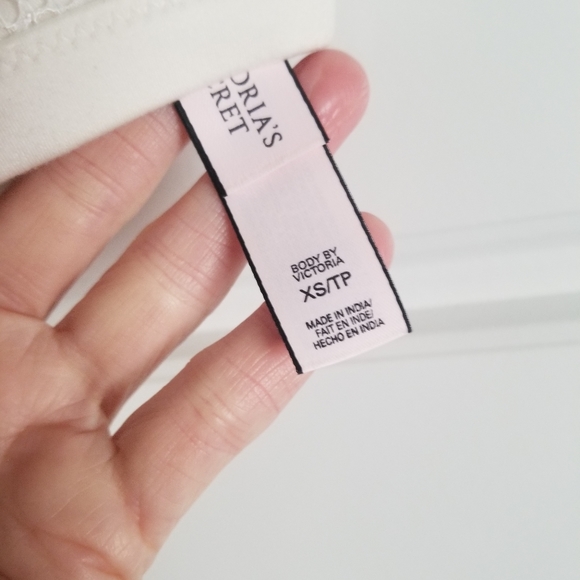 ORIA'S
CRET
BODY BY
VICTORIA
XS/TP
MADE IN INDIA/
FAIT EN INDE/
HECHO EN INDIA